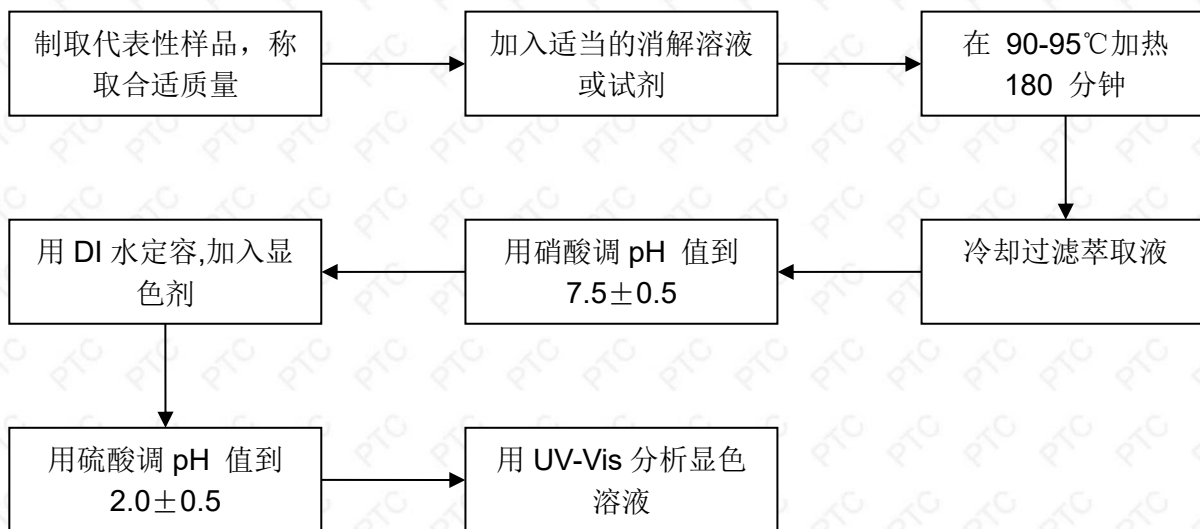 制取代表性样品，称
取合适质量
加入适当的消解溶液
或试剂
在 90-95℃加热
180 分钟
冷却过滤萃取液
用硝酸调 pH 值到
7.5±0.5
用 DI 水定容,加入显
色剂
用硫酸调 pH 值到
2.0±0.5
用 UV-Vis 分析显色
溶液
PTC